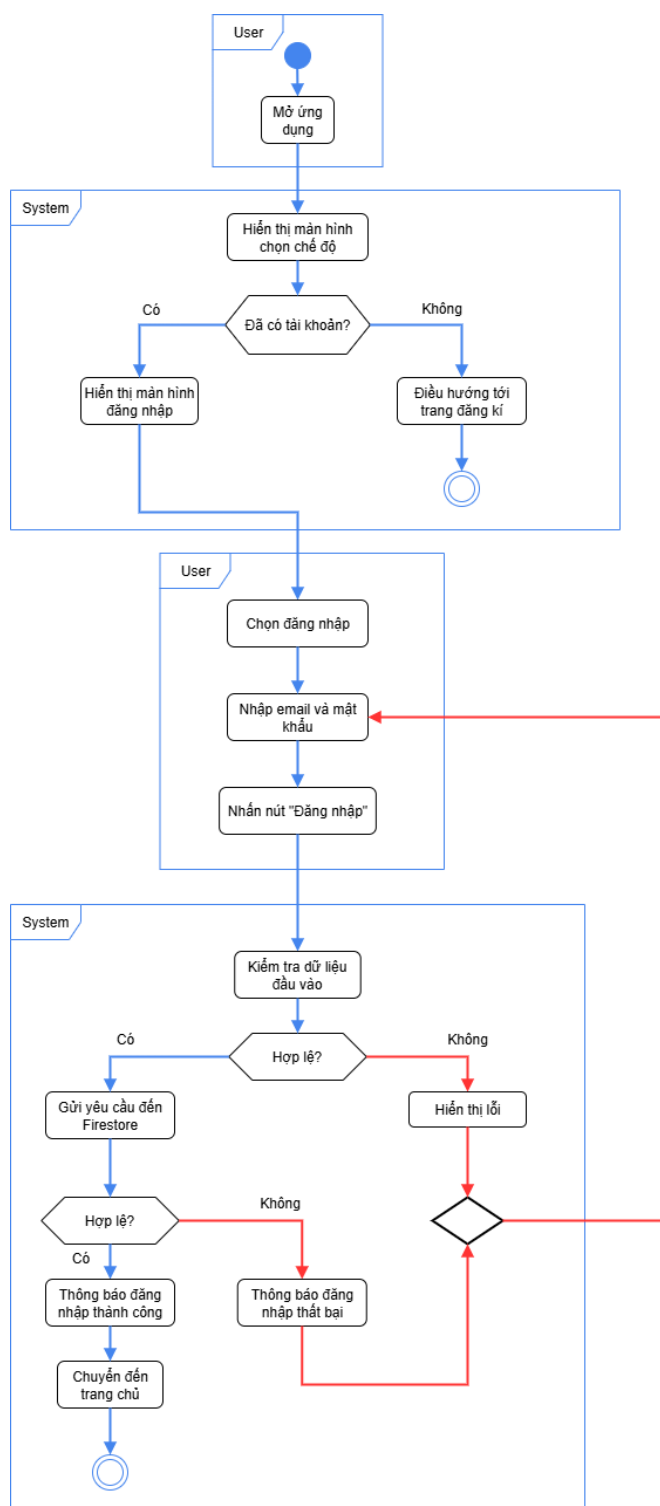 User
Mở ứng
dụng
System
Hiển thị màn hình
chọn chế độ
Có
Đã có tài khoản?
Không
Hiển thị màn hình
đăng nhập
Điều hướng tới
trang đăng kí
User
Chọn đăng nhập
Nhập email và mật
khẩu
Nhấn nút "Đăng nhập"
System
Kiểm tra dữ liệu
đầu vào
Có
Hợp lệ?
Không
Gửi yêu cầu đến
Firestore
Hiển thị lỗi
Hợp lệ?
Không
Có
Thông báo đăng
nhập thành công
Thông báo đăng
nhập thất bại
Chuyển đến
trang chủ